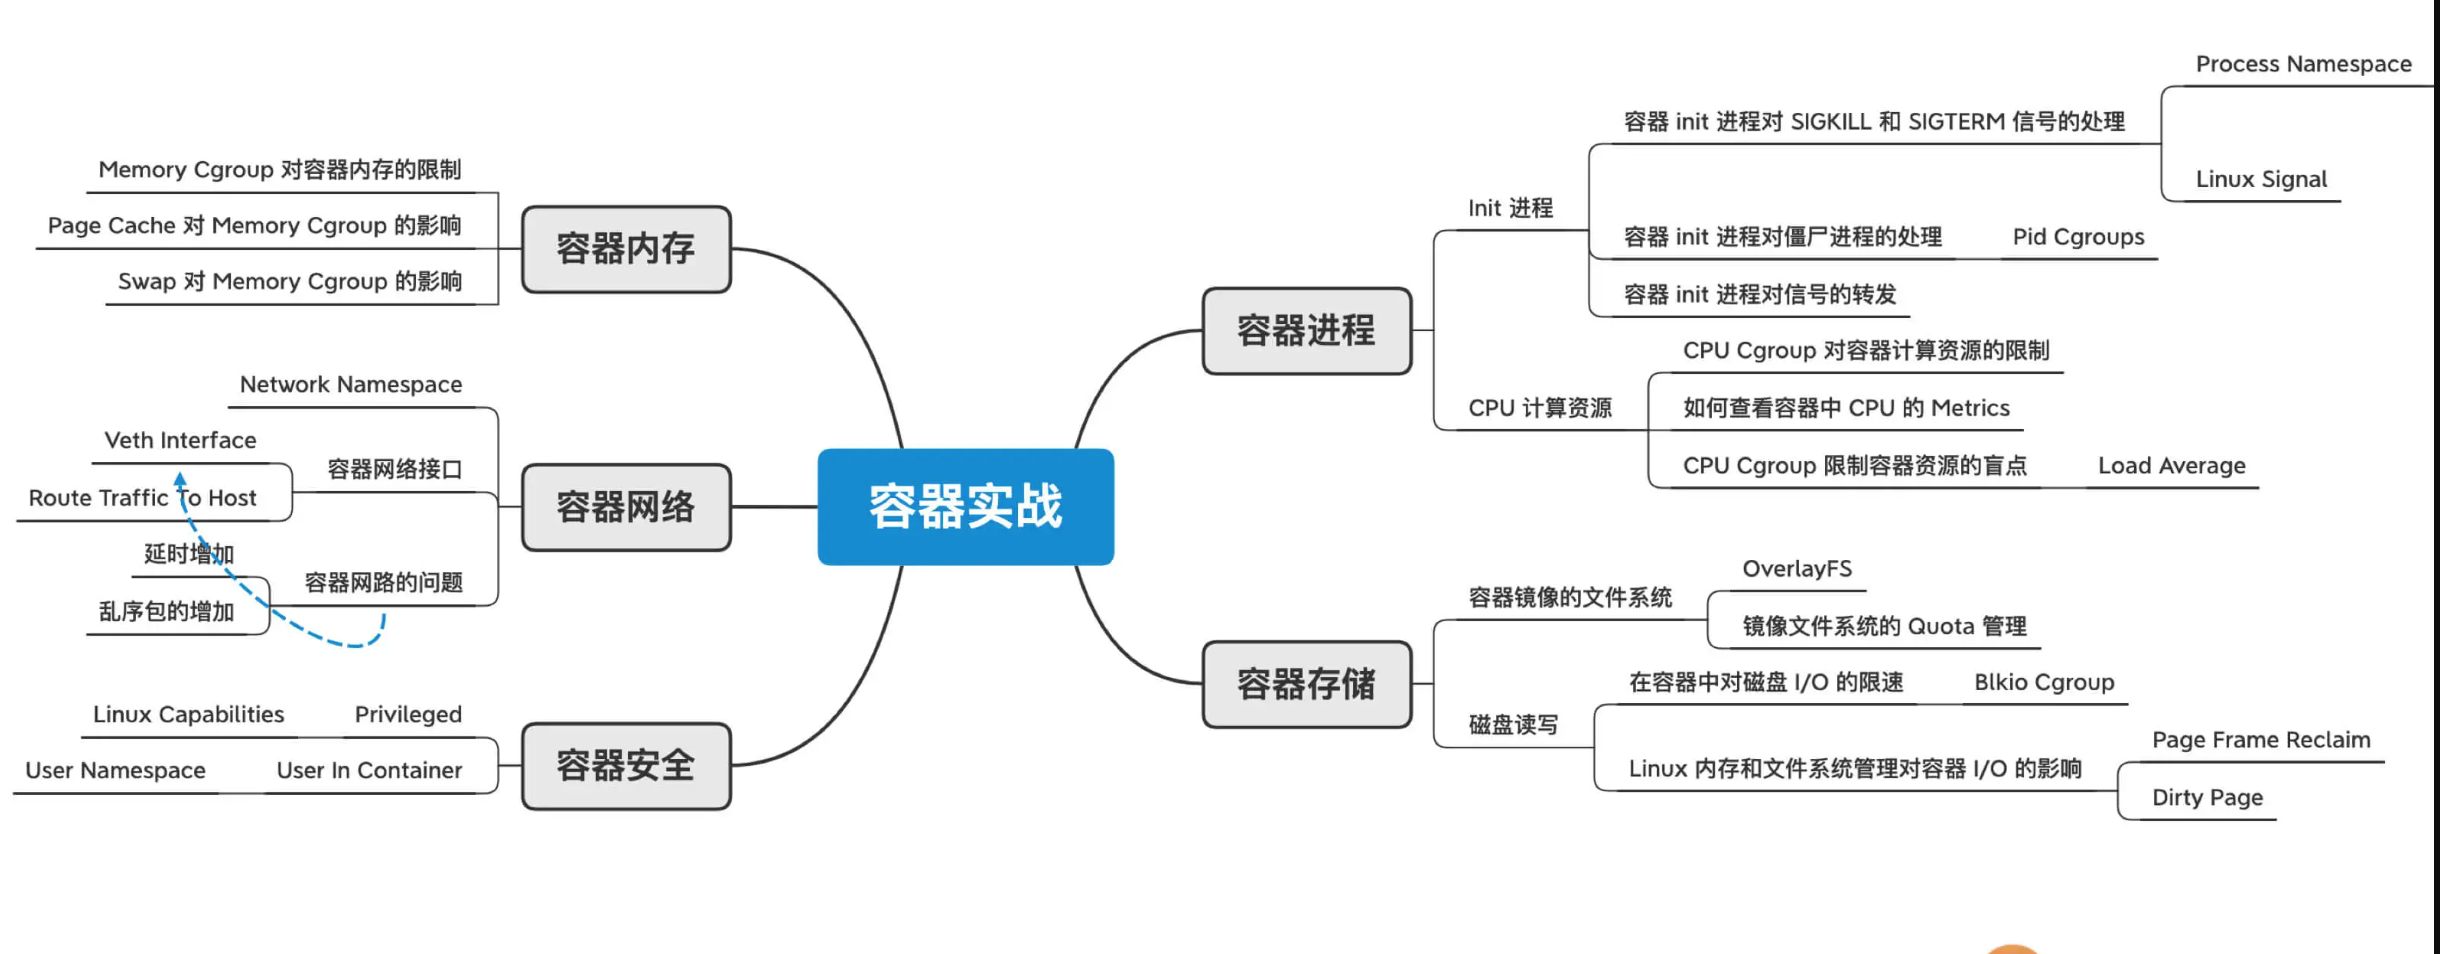 容器实战
容器内存
Memory Cgroup 对容器内存的限制
Page Cache 对 Memory Cgroup 的影响
Swap 对 Memory Cgroup 的影响
容器网络
Network Namespace
容器网络接口
Veth Interface
Route Traffic To Host
容器网路的问题
延时增加
乱序包的增加
容器安全
Privileged
Linux Capabilities
User In Container
User Namespace
容器进程
Init 进程
容器 init 进程对 SIGKILL 和 SIGTERM 信号的处理
Process Namespace
Linux Signal
容器 init 进程对僵尸进程的处理
Pid Cgroups
容器 init 进程对信号的转发
CPU 计算资源
CPU Cgroup 对容器计算资源的限制
如何查看容器中 CPU 的 Metrics
CPU Cgroup 限制容器资源的盲点
Load Average
容器存储
容器镜像的文件系统
OverlayFS
镜像文件系统的 Quota 管理
磁盘读写
在容器中对磁盘 I/O 的限速
Blkio Cgroup
Linux 内存和文件系统管理对容器 I/O 的影响
Page Frame Reclaim
Dirty Page